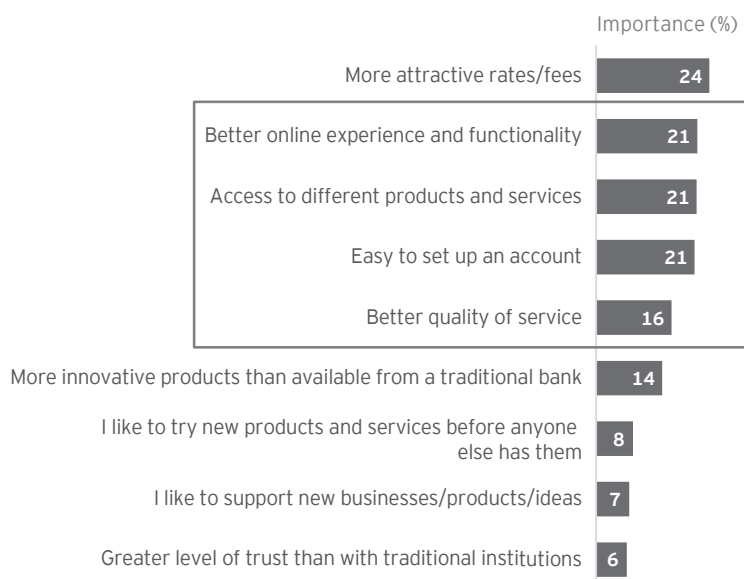 Importance (%)
More attractive rates/fees 24
Better online experience and functionality 21
Access to different products and services 21
Easy to set up an account 21
Better quality of service 16
More innovative products than available from a traditional bank 14
I like to try new products and services before anyone
else has them 8
I like to support new businesses/products/ideas 7
Greater level of trust than with traditional institutions 6